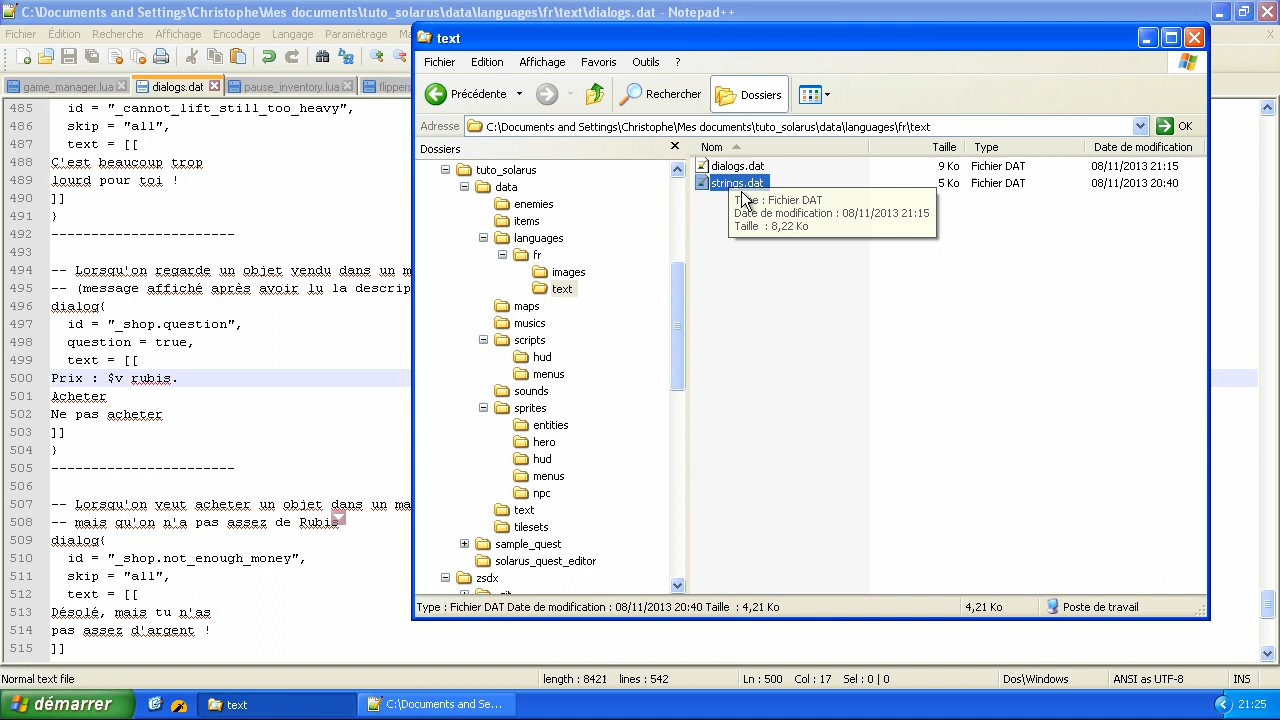 C:\Documents and Settings\Christophe\Mes documents\tuto_solarus\data\languages\fr\text\dialogs.dat - Notepad++
Fichier Édition Recherche Affichage Encodage Langage Paramétrage
game_manager.lua dialogs.dat pause_inventory.lua flippers
485 id = "_cannot_lift_still_too_heavy",
486 skip = "all",
487 text = [[
488 C'est beaucoup trop
489 lourd pour toi !
490 ]]
491 }
492 ------------------------
493
494 -- Lorsqu'on regarde un objet vendu dans un m
495 -- (message affiché après avoir lu la descrip
496 dialog{
497 id = "_shop.question",
498 question = true,
499 text = [[
500 Prix : $v rubis.
501 Acheter
502 Ne pas acheter
503 ]]
504 }
505 ------------------------
506
507 -- Lorsqu'on veut acheter un objet dans un ma
508 -- mais qu'on n'a pas assez de Rubis
509 dialog{
510 id = "_shop.not_enough_money",
511 skip = "all",
512 text = [[
513 Désolé, mais tu n'as
514 pas assez d'argent !
515 ]]
text
Fichier Affichage Favoris Outils ?
Précédente Rechercher Dossiers
Adresse C:\Documents and Settings\Christophe\Mes documents\tuto_solarus\data\languages\fr\text OK
Dossiers
tuto_solarus
data
enemies
items
languages
fr
images
text
maps
musics
scripts
hud
menus
sounds
sprites
entities
hero
hud
menus
npc
text
tilesets
sample_quest
solarus_quest_editor
zsdx
Nom Taille Type Date de modification
dialogs.dat 9 Ko Fichier DAT 08/11/2013 21:15
strings.dat 5 Ko Fichier DAT 08/11/2013 20:40
: Fichier DAT
Date de modification : 08/11/2013 21:15
Taille : 8,22 Ko
Type : Fichier DAT Date de modification : 08/11/2013 20:40 Taille : 4,21 Ko 4,21 Ko Poste de travail
Normal text file length : 8421 lines : 542 Ln : 500 Col : 17 Sel : 0 | 0 Dos\Windows ANSI as UTF-8 INS
démarrer text C:\Documents and Se... 21:25